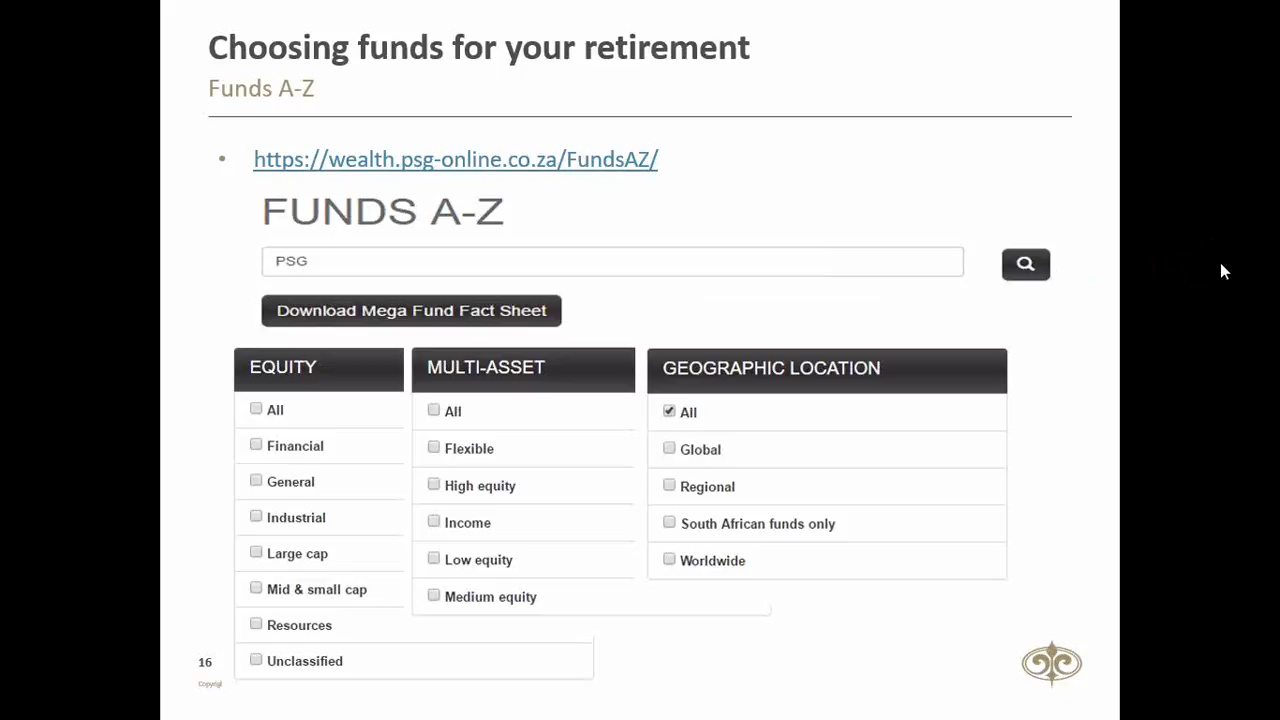 Choosing funds for your retirement
Funds A-Z
• https://wealth.psg-online.co.za/FundsAZ/
FUNDS A-Z
PSG
Download Mega Fund Fact Sheet
EQUITY
All
Financial
General
Industrial
Large cap
Mid & small cap
Resources
Unclassified
MULTI-ASSET
All
Flexible
High equity
Income
Low equity
Medium equity
GEOGRAPHIC LOCATION
All
Global
Regional
South African funds only
Worldwide
16
Copyrigl